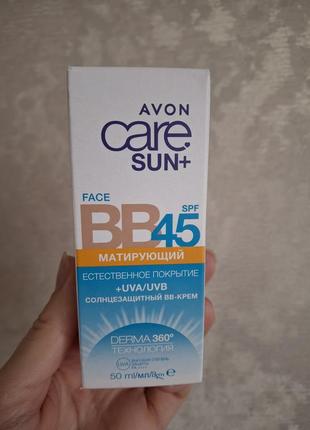 AVON
care
SUN+
FACE
BB45
SPF
МАТИРУЮЩИЙ
ЕСТЕСТВЕННОЕ ПОКРЫТИЕ
+UVA/UVB
СОЛНЦЕЗАЩИТНЫЙ BB-КРЕМ
DERMA 360°
ТЕХНОЛОГИЯ
UVA
50 ml/мл/